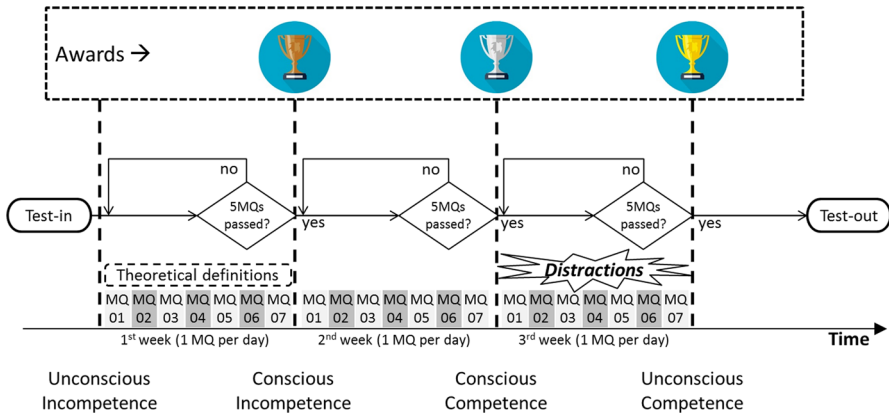 Awards →
no
no
no
Test-in
5MQs
passed?
yes
5MQs
passed?
yes
5MQs
passed?
yes
Test-out
Theoretical definitions
Distractions
MQ 01 MQ 02 MQ 03 MQ 04 MQ 05 MQ 06 MQ 07
MQ 01 MQ 02 MQ 03 MQ 04 MQ 05 MQ 06 MQ 07
MQ 01 MQ 02 MQ 03 MQ 04 MQ 05 MQ 06 MQ 07
1st week (1 MQ per day)
2nd week (1 MQ per day)
3rd week (1 MQ per day)
Time
Unconscious
Incompetence
Conscious
Incompetence
Conscious
Competence
Unconscious
Competence